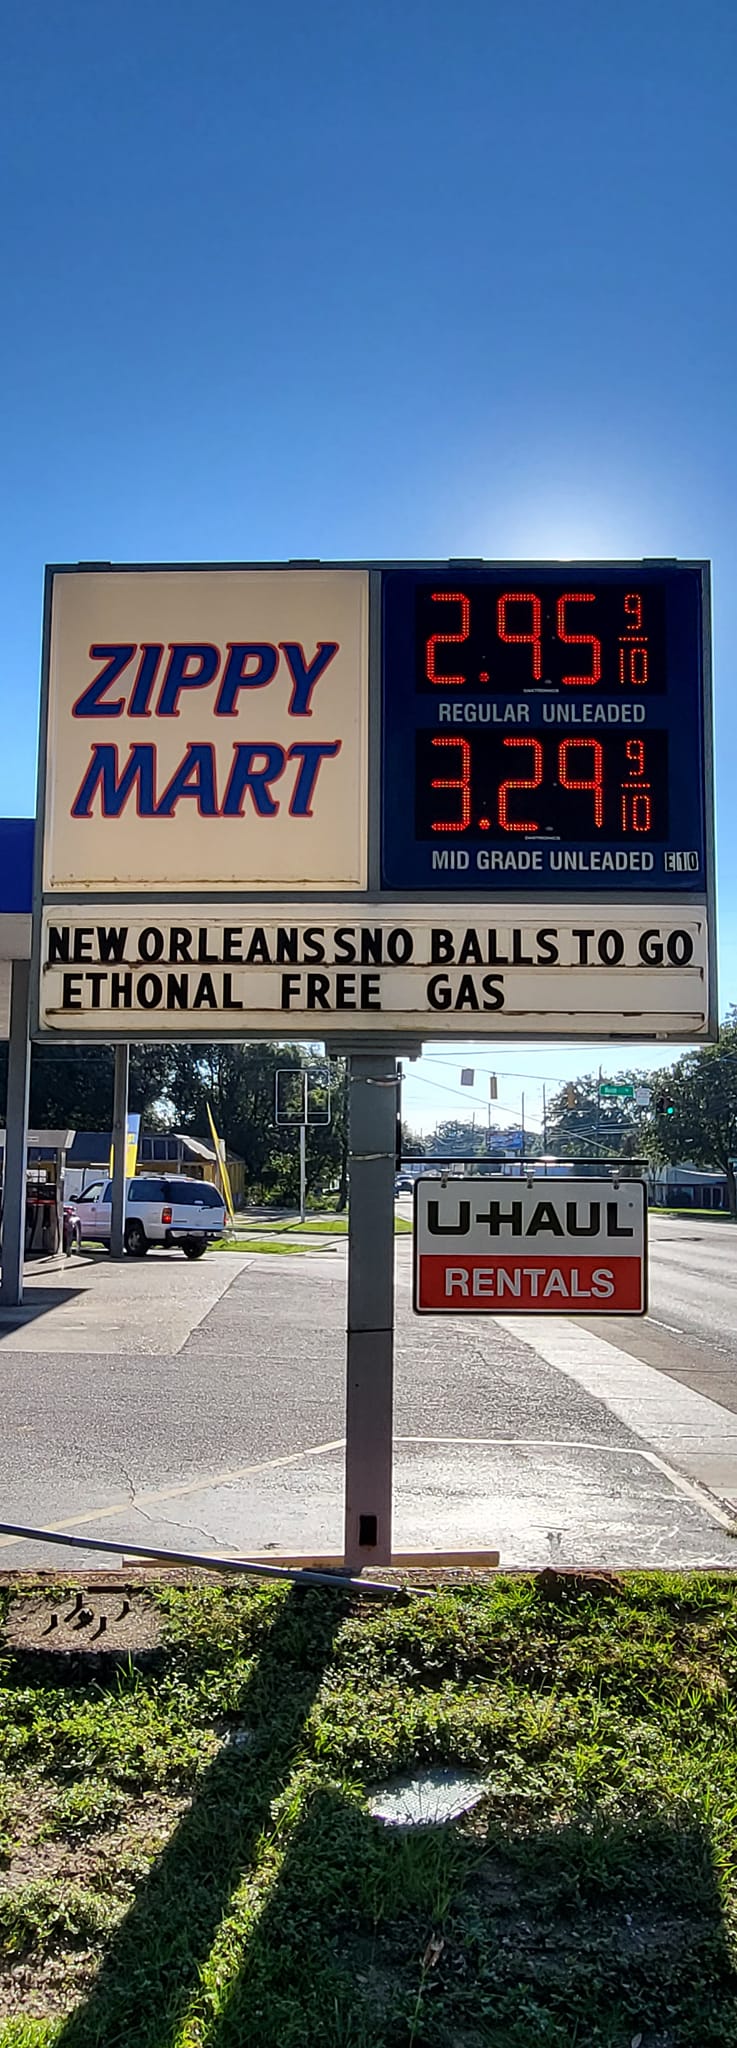 ZIPPY
MART
2.95 9/10
REGULAR UNLEADED
3.29 9/10
MID GRADE UNLEADED E10
NEW ORLEANS SNO BALLS TO GO
ETHONAL FREE GAS
U-HAUL
RENTALS